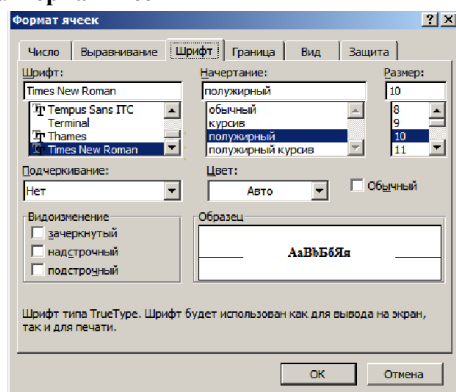 Формат ячеек
Число Выравнивание Шрифт Граница Вид Защита
Шрифт: Начертание: Размер:
Times New Roman полужирный 10
Tempus Sans ITC обычный 8
Terminal курсив 9
Thames полужирный 10
Times New Roman полужирный курсив 11
Подчеркивание: Цвет:
Нет Авто Обычный
Видоизменение Образец
зачеркнутый
надстрочный АаBbБбЯя
подстрочный
Шрифт типа TrueType. Шрифт будет использован как для вывода на экран,
так и для печати.
ОК Отмена